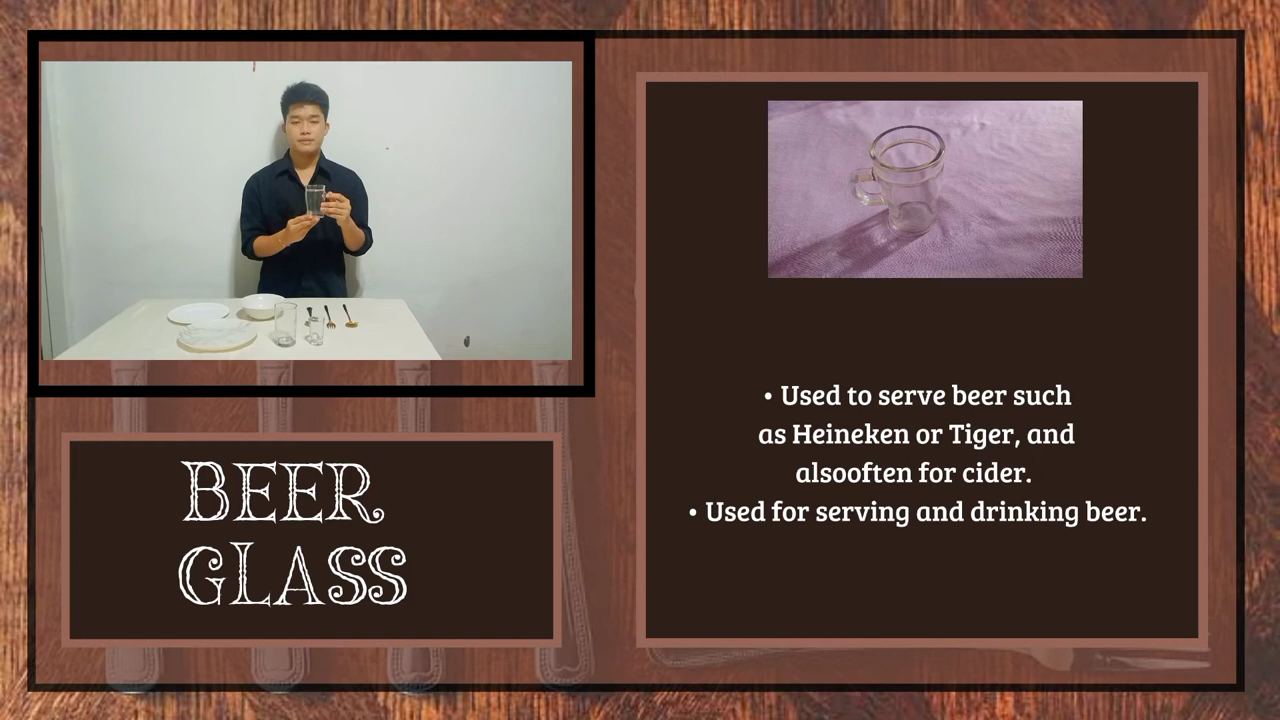 BEER
GLASS
• Used to serve beer such
as Heineken or Tiger, and
alsooften for cider.
• Used for serving and drinking beer.